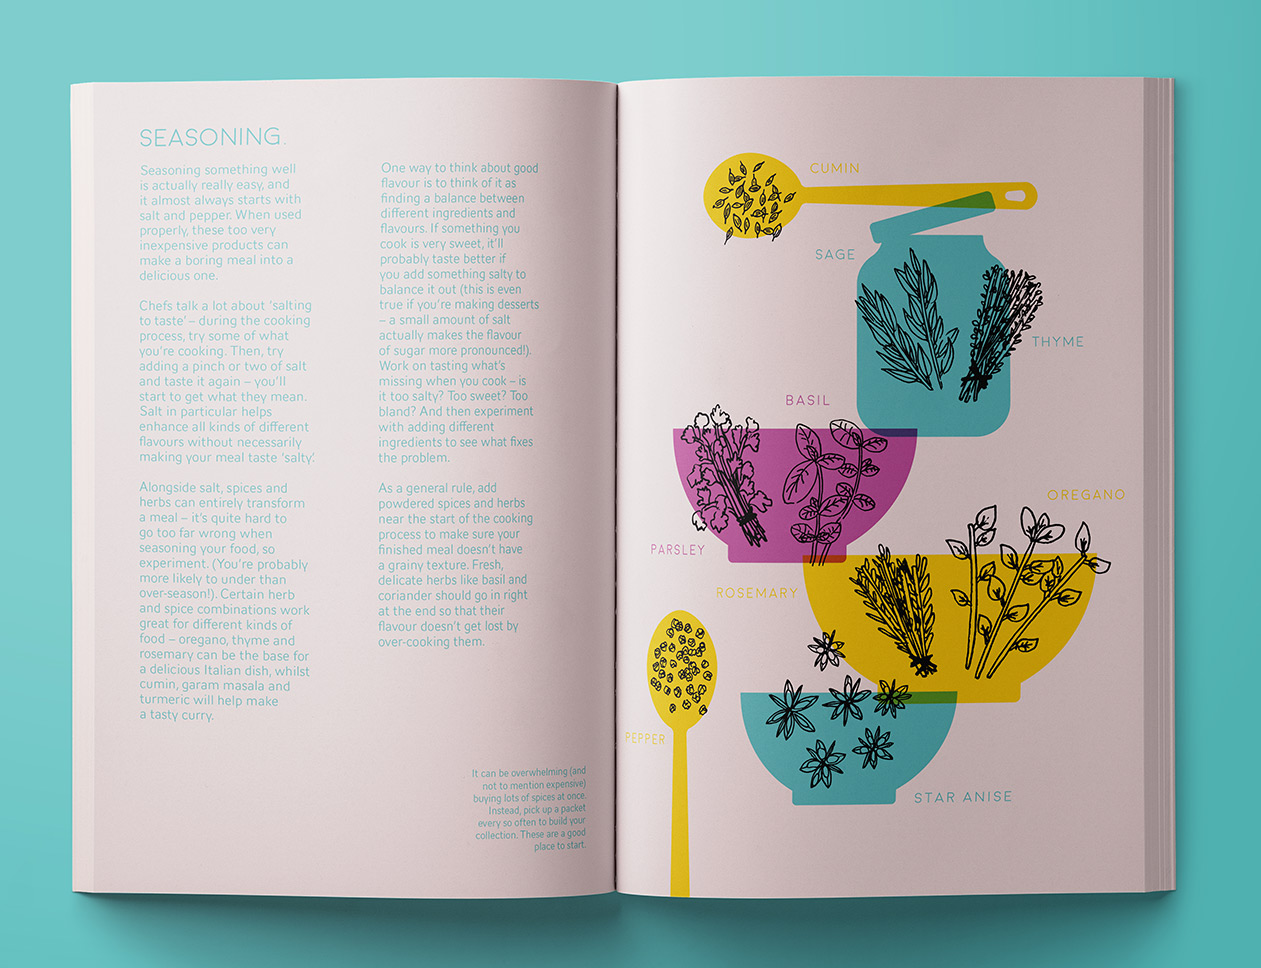 SEASONING.
Seasoning something well
is actually really easy, and
it almost always starts with
salt and pepper. When used
properly, these too very
inexpensive products can
make a boring meal into a
delicious one.
Chefs talk a lot about ‘salting
to taste’ – during the cooking
process, try some of what
you’re cooking. Then, try
adding a pinch or two of salt
and taste it again – you’ll
start to get what they mean.
Salt in particular helps
enhance all kinds of different
flavours without necessarily
making your meal taste ‘salty’.
Alongside salt, spices and
herbs can entirely transform
a meal – it’s quite hard to
go too far wrong when
seasoning your food, so
experiment. (You’re probably
more likely to under than
over-season!). Certain herb
and spice combinations work
great for different kinds of
food – oregano, thyme and
rosemary can be the base for
a delicious Italian dish, whilst
cumin, garam masala and
turmeric will help make
a tasty curry.
One way to think about good
flavour is to think of it as
finding a balance between
different ingredients and
flavours. If something you
cook is very sweet, it’ll
probably taste better if
you add something salty to
balance it out (this is even
true if you’re making desserts
– a small amount of salt
actually makes the flavour
of sugar more pronounced!).
Work on tasting what’s
missing when you cook – is
it too salty? Too sweet? Too
bland? And then experiment
with adding different
ingredients to see what fixes
the problem.
As a general rule, add
powdered spices and herbs
near the start of the cooking
process to make sure your
finished meal doesn’t have
a grainy texture. Fresh,
delicate herbs like basil and
coriander should go in right
at the end so that their
flavour doesn’t get lost by
over-cooking them.
It can be overwhelming (and
not to mention expensive)
buying lots of spices at once.
Instead, pick up a packet
every so often to build your
collection. These are a good
place to start.
CUMIN
SAGE
THYME
BASIL
OREGANO
PARSLEY
ROSEMARY
PEPPER
STAR ANISE